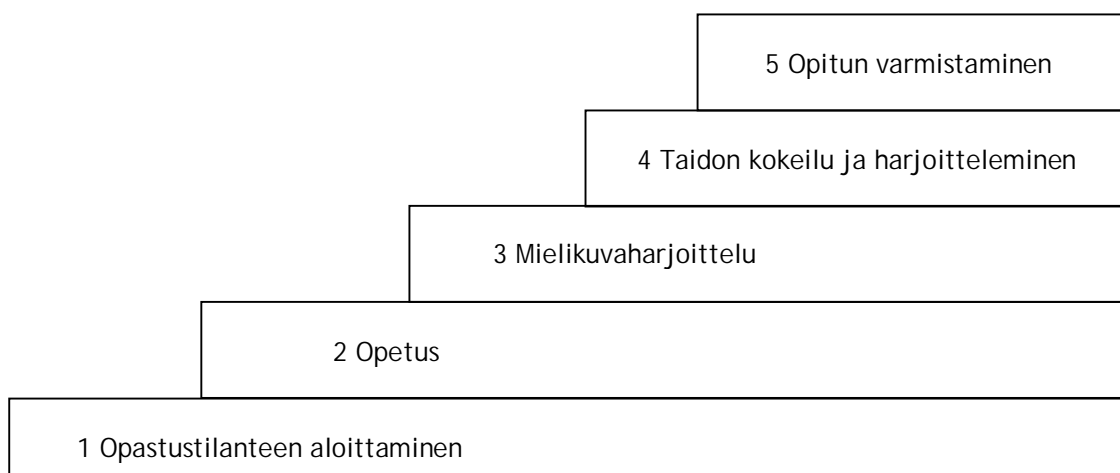 5 Opitun varmistaminen
4 Taidon kokeilu ja harjoitteleminen
3 Mielikuvaharjoittelu
2 Opetus
1 Opastustilanteen aloittaminen